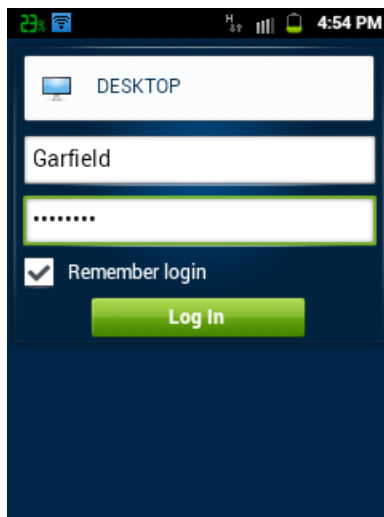 23% H 4:54 PM
DESKTOP
Garfield
••••••••
Remember login
Log In